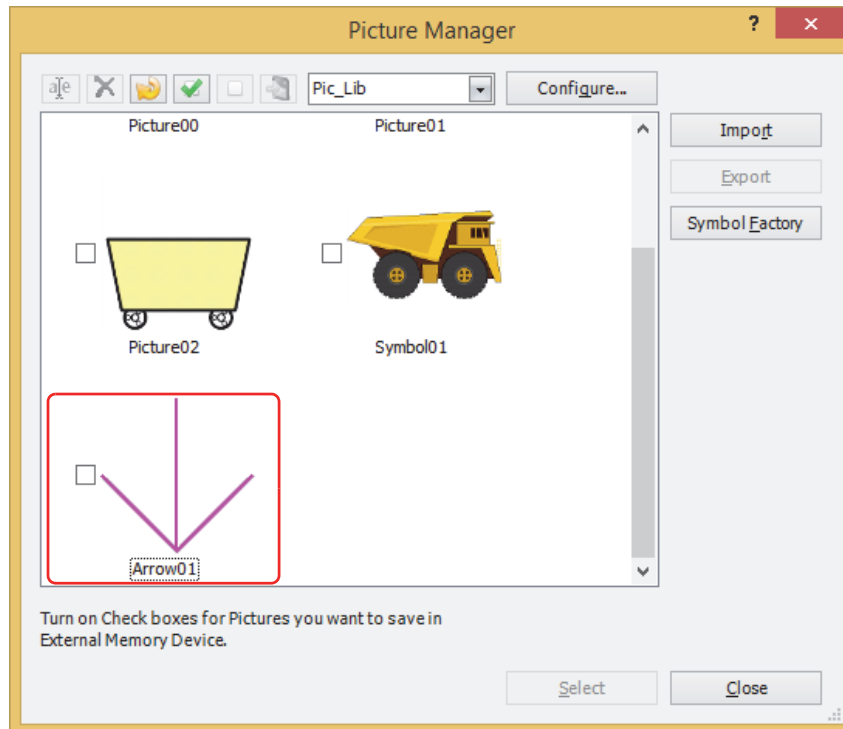 Picture Manager
?
a e
Pic_Lib
Configure...
Picture00
Picture01
Import
Export
Symbol Factory
Picture02
Symbol01
Arrow01
Turn on Check boxes for Pictures you want to save in
External Memory Device.
Select
Close